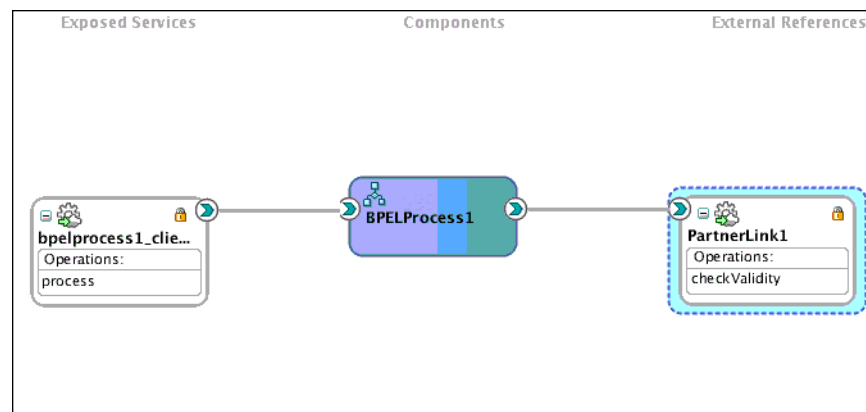 Exposed Services
Components
External References
bpelprocess1_clie...
Operations:
process
BPELProcess1
PartnerLink1
Operations:
checkValidity